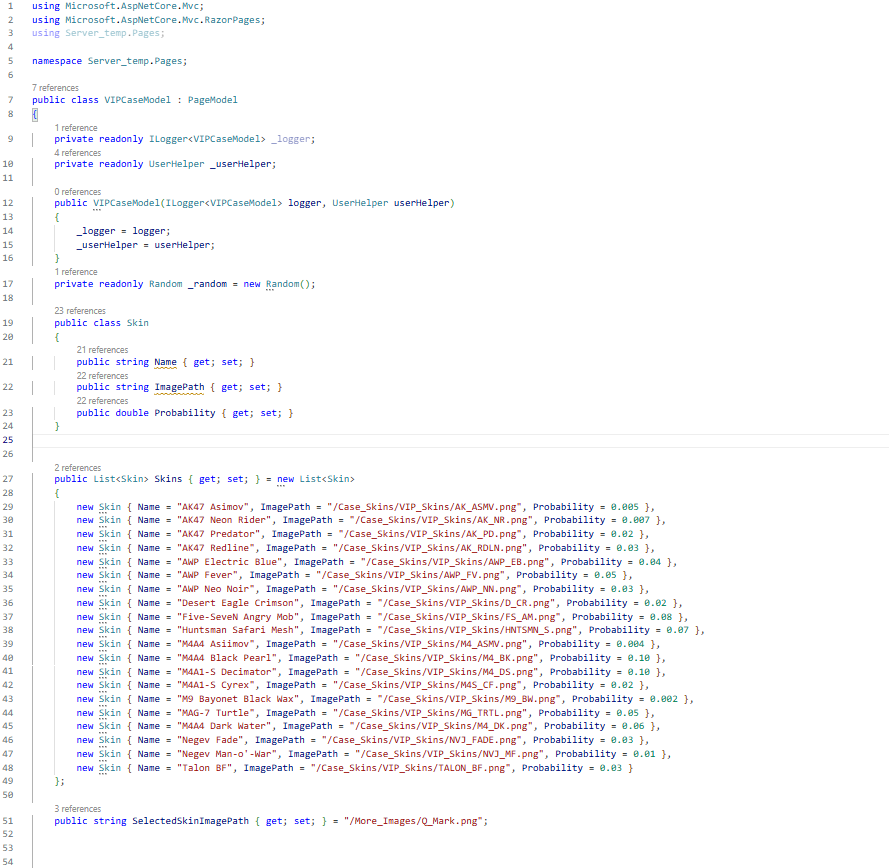 1 using Microsoft.AspNetCore.Mvc;
2 using Microsoft.AspNetCore.Mvc.RazorPages;
3 using Server_temp.Pages;
4
5 namespace Server_temp.Pages;
6
7 references
7 public class VIPCaseModel : PageModel
8 {
1 reference
9 private readonly ILogger<VIPCaseModel> _logger;
4 references
10 private readonly UserHelper _userHelper;
11
0 references
12 public VIPCaseModel(ILogger<VIPCaseModel> logger, UserHelper userHelper)
13 {
14 _logger = logger;
15 _userHelper = userHelper;
16 }
1 reference
17 private readonly Random _random = new Random();
18
23 references
19 public class Skin
20 {
21 references
21 public string Name { get; set; }
22 references
22 public string ImagePath { get; set; }
22 references
23 public double Probability { get; set; }
24 }
25
26
2 references
27 public List<Skin> Skins { get; set; } = new List<Skin>
28 {
29 new Skin { Name = "AK47 Asimov", ImagePath = "/Case_Skins/VIP_Skins/AK_ASMV.png", Probability = 0.005 },
30 new Skin { Name = "AK47 Neon Rider", ImagePath = "/Case_Skins/VIP_Skins/AK_NR.png", Probability = 0.007 },
31 new Skin { Name = "AK47 Predator", ImagePath = "/Case_Skins/VIP_Skins/AK_PD.png", Probability = 0.02 },
32 new Skin { Name = "AK47 Redline", ImagePath = "/Case_Skins/VIP_Skins/AK_RDLN.png", Probability = 0.03 },
33 new Skin { Name = "AWP Electric Blue", ImagePath = "/Case_Skins/VIP_Skins/AWP_EB.png", Probability = 0.04 },
34 new Skin { Name = "AWP Fever", ImagePath = "/Case_Skins/VIP_Skins/AWP_FV.png", Probability = 0.05 },
35 new Skin { Name = "AWP Neo Noir", ImagePath = "/Case_Skins/VIP_Skins/AWP_NN.png", Probability = 0.03 },
36 new Skin { Name = "Desert Eagle Crimson", ImagePath = "/Case_Skins/VIP_Skins/D_CR.png", Probability = 0.02 },
37 new Skin { Name = "Five-SeveN Angry Mob", ImagePath = "/Case_Skins/VIP_Skins/FS_AM.png", Probability = 0.08 },
38 new Skin { Name = "Huntsman Safari Mesh", ImagePath = "/Case_Skins/VIP_Skins/HNTSMN_S.png", Probability = 0.07 },
39 new Skin { Name = "M4A4 Asiimov", ImagePath = "/Case_Skins/VIP_Skins/M4_ASMV.png", Probability = 0.004 },
40 new Skin { Name = "M4A4 Black Pearl", ImagePath = "/Case_Skins/VIP_Skins/M4_BK.png", Probability = 0.10 },
41 new Skin { Name = "M4A1-S Decimator", ImagePath = "/Case_Skins/VIP_Skins/M4_DS.png", Probability = 0.10 },
42 new Skin { Name = "M4A1-S Cyrex", ImagePath = "/Case_Skins/VIP_Skins/M4S_CF.png", Probability = 0.02 },
43 new Skin { Name = "M9 Bayonet Black Wax", ImagePath = "/Case_Skins/VIP_Skins/M9_BW.png", Probability = 0.002 },
44 new Skin { Name = "MAG-7 Turtle", ImagePath = "/Case_Skins/VIP_Skins/MG_TRTL.png", Probability = 0.05 },
45 new Skin { Name = "M4A4 Dark Water", ImagePath = "/Case_Skins/VIP_Skins/M4_DK.png", Probability = 0.06 },
46 new Skin { Name = "Negev Fade", ImagePath = "/Case_Skins/VIP_Skins/NVJ_FADE.png", Probability = 0.03 },
47 new Skin { Name = "Negev Man-o'-War", ImagePath = "/Case_Skins/VIP_Skins/NVJ_MF.png", Probability = 0.01 },
48 new Skin { Name = "Talon BF", ImagePath = "/Case_Skins/VIP_Skins/TALON_BF.png", Probability = 0.03 }
49 };
50
3 references
51 public string SelectedSkinImagePath { get; set; } = "/More_Images/Q_Mark.png";
52
53
54